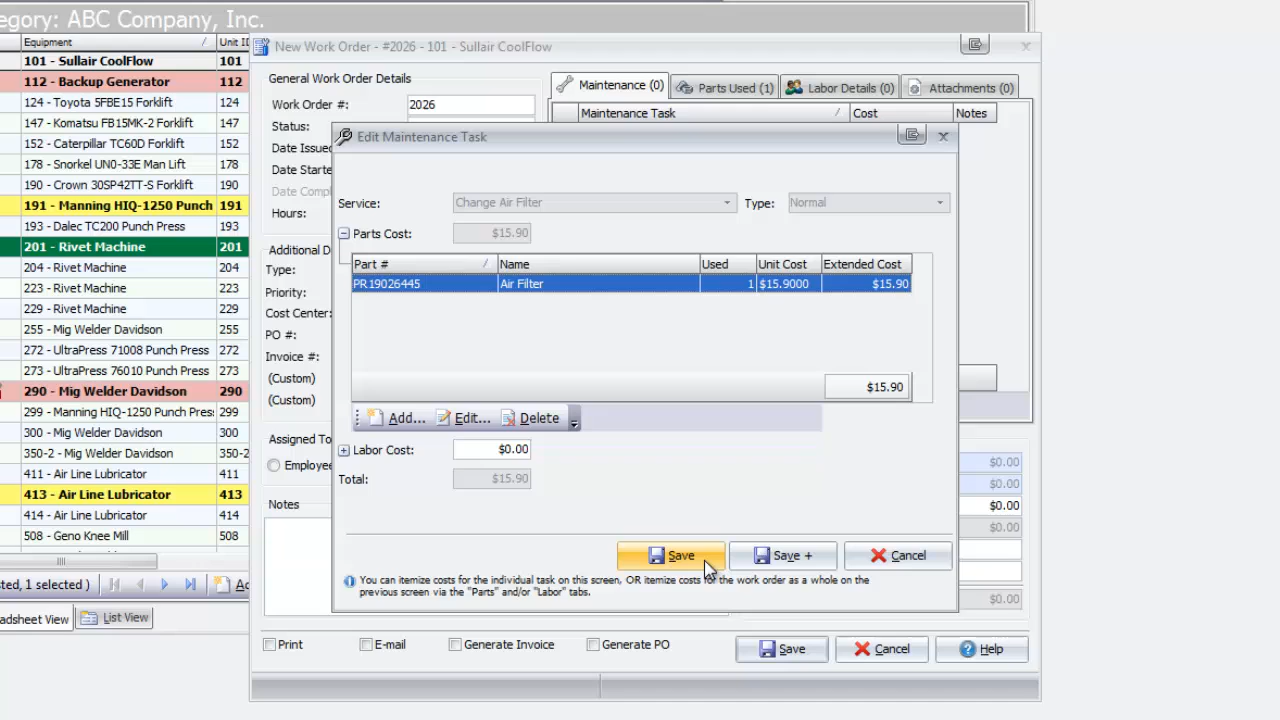 egory: ABC Company, Inc.
Equipment / Unit ID
101 - Sullair CoolFlow 101
112 - Backup Generator 112
124 - Toyota 5FBE15 Forklift 124
147 - Komatsu FB15MK-2 Forklift 147
152 - Caterpillar TC60D Forklift 152
178 - Snorkel UN0-33E Man Lift 178
190 - Crown 30SP42TT-S Forklift 190
191 - Manning HIQ-1250 Punch 191
193 - Dalec TC200 Punch Press 193
201 - Rivet Machine 201
204 - Rivet Machine 204
223 - Rivet Machine 223
229 - Rivet Machine 229
255 - Mig Welder Davidson 255
272 - UltraPress 71008 Punch Press 272
273 - UltraPress 76010 Punch Press 273
290 - Mig Welder Davidson 290
299 - Manning HIQ-1250 Punch Press 299
300 - Mig Welder Davidson 300
350-2 - Mig Welder Davidson 350-2
411 - Air Line Lubricator 411
413 - Air Line Lubricator 413
414 - Air Line Lubricator 414
508 - Geno Knee Mill 508
ted, 1 selected ) Ad
adsheet View List View
New Work Order - #2026 - 101 - Sullair CoolFlow
General Work Order Details
Work Order #: 2026
Status:
Date Issued
Date Starte
Date Compl
Hours:
Additional D
Type:
Priority:
Cost Center:
PO #:
Invoice #:
(Custom)
(Custom)
Assigned To
Employee
Notes
Maintenance (0) Parts Used (1) Labor Details (0) Attachments (0)
Maintenance Task / Cost Notes
Edit Maintenance Task
Service: Change Air Filter Type: Normal
Parts Cost: $15.90
Part # / Name Used Unit Cost Extended Cost
PR19026445 Air Filter 1 $15.9000 $15.90
$15.90
Add... Edit... Delete
Labor Cost: $0.00
Total: $15.90
Save Save + Cancel
You can itemize costs for the individual task on this screen, OR itemize costs for the work order as a whole on the
previous screen via the "Parts" and/or "Labor" tabs.
$0.00
$0.00
$0.00
$0.00
$0.00
Print E-mail Generate Invoice Generate PO
Save Cancel Help